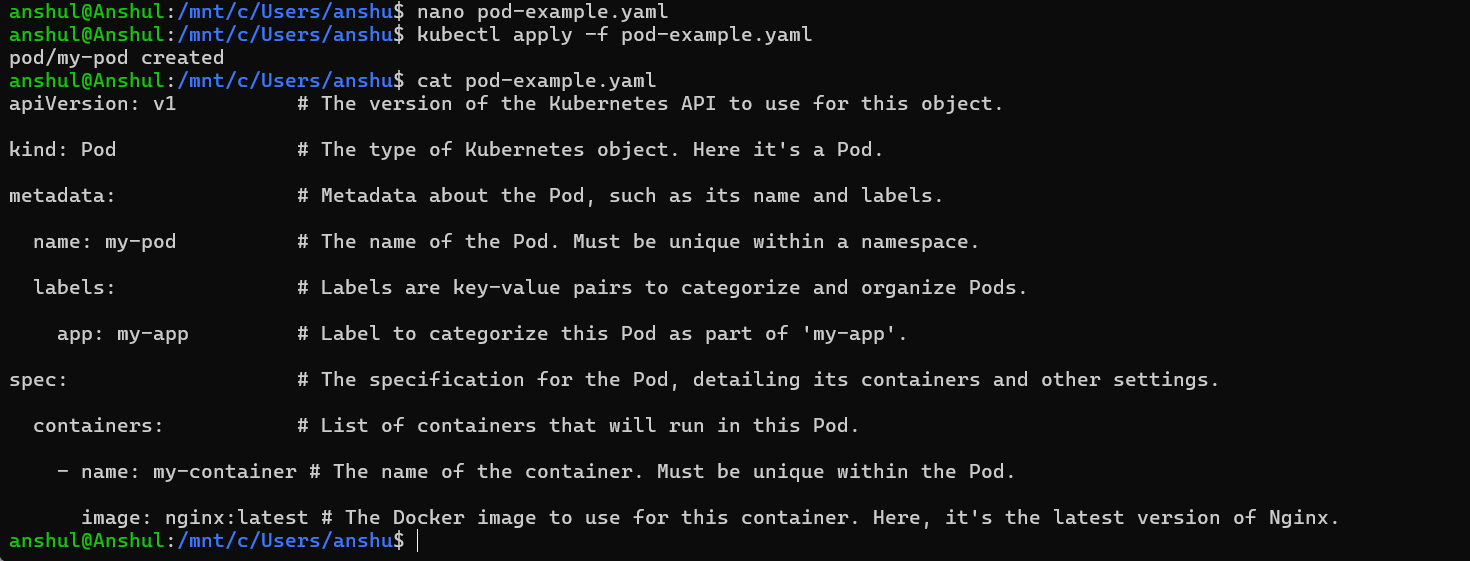 anshul@Anshul:/mnt/c/Users/anshu$ nano pod-example.yaml
anshul@Anshul:/mnt/c/Users/anshu$ kubectl apply -f pod-example.yaml
pod/my-pod created
anshul@Anshul:/mnt/c/Users/anshu$ cat pod-example.yaml
apiVersion: v1          # The version of the Kubernetes API to use for this object.
kind: Pod               # The type of Kubernetes object. Here it's a Pod.
metadata:               # Metadata about the Pod, such as its name and labels.
  name: my-pod          # The name of the Pod. Must be unique within a namespace.
  labels:               # Labels are key-value pairs to categorize and organize Pods.
    app: my-app         # Label to categorize this Pod as part of 'my-app'.
spec:                   # The specification for the Pod, detailing its containers and other settings.
  containers:           # List of containers that will run in this Pod.
    - name: my-container # The name of the container. Must be unique within the Pod.
      image: nginx:latest # The Docker image to use for this container. Here, it's the latest version of Nginx.
anshul@Anshul:/mnt/c/Users/anshu$